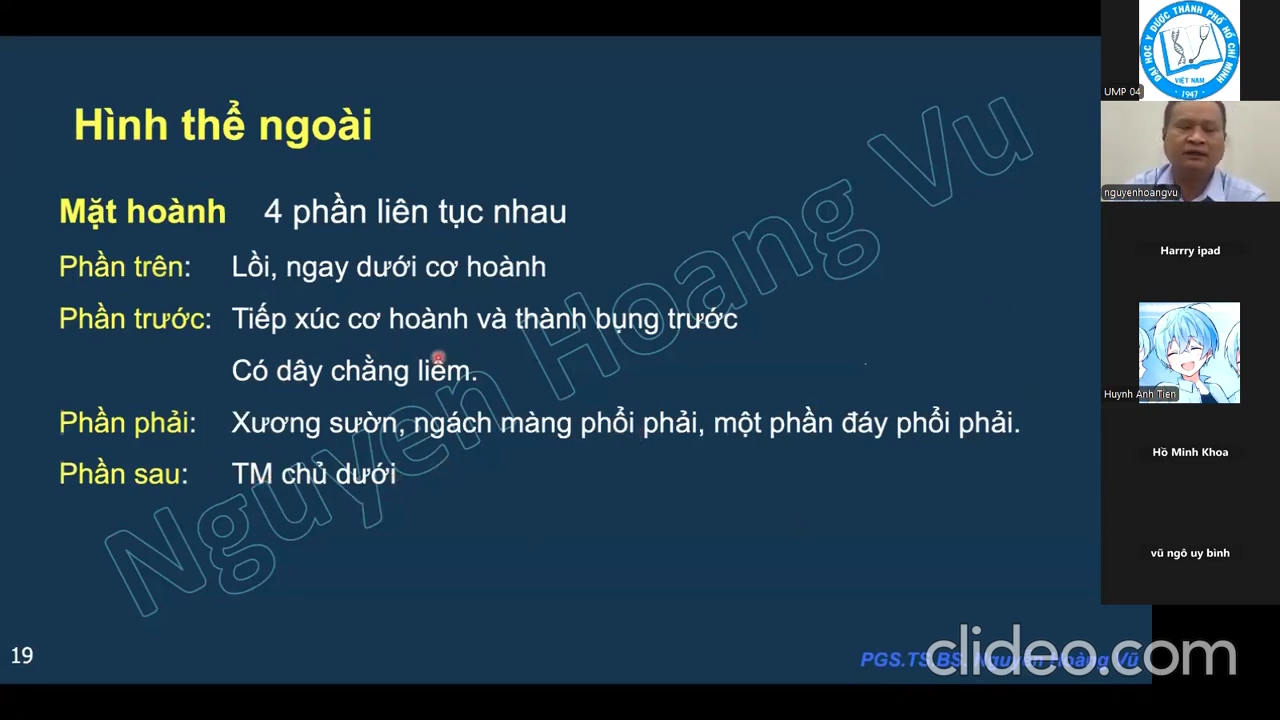 Hình thể ngoài
Mặt hoành 4 phần liên tục nhau
Phần trên: Lồi, ngay dưới cơ hoành
Phần trước: Tiếp xúc cơ hoành và thành bụng trước
Có dây chằng liềm.
Phần phải: Xương sườn, ngách màng phổi phải, một phần đáy phổi phải.
Phần sau: TM chủ dưới
Nguyen Hoang Vu
19
PGS.TS.BS. Nguyễn Hoàng Vũ
clideo.com
ĐẠI HỌC Y DƯỢC THÀNH PHỐ HỒ CHÍ MINH
VIỆT NAM
1947
UMP 04
nguyenhoangvu
Harrry ipad
Huynh Anh Tien
Hồ Minh Khoa
vũ ngô uy bình